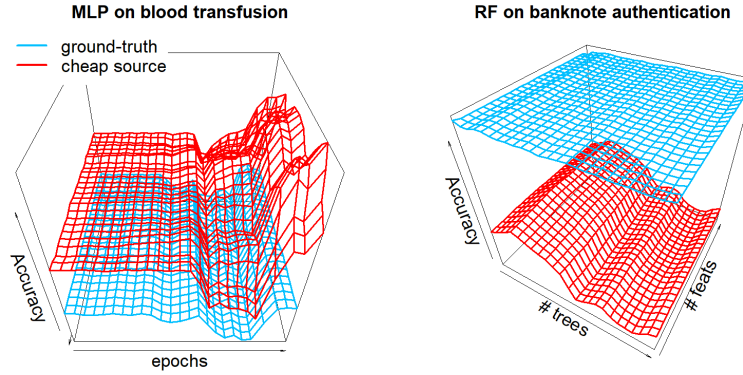 MLP on blood transfusion
ground-truth
cheap source
Accuracy
epochs
RF on banknote authentication
Accuracy
# trees
# feats